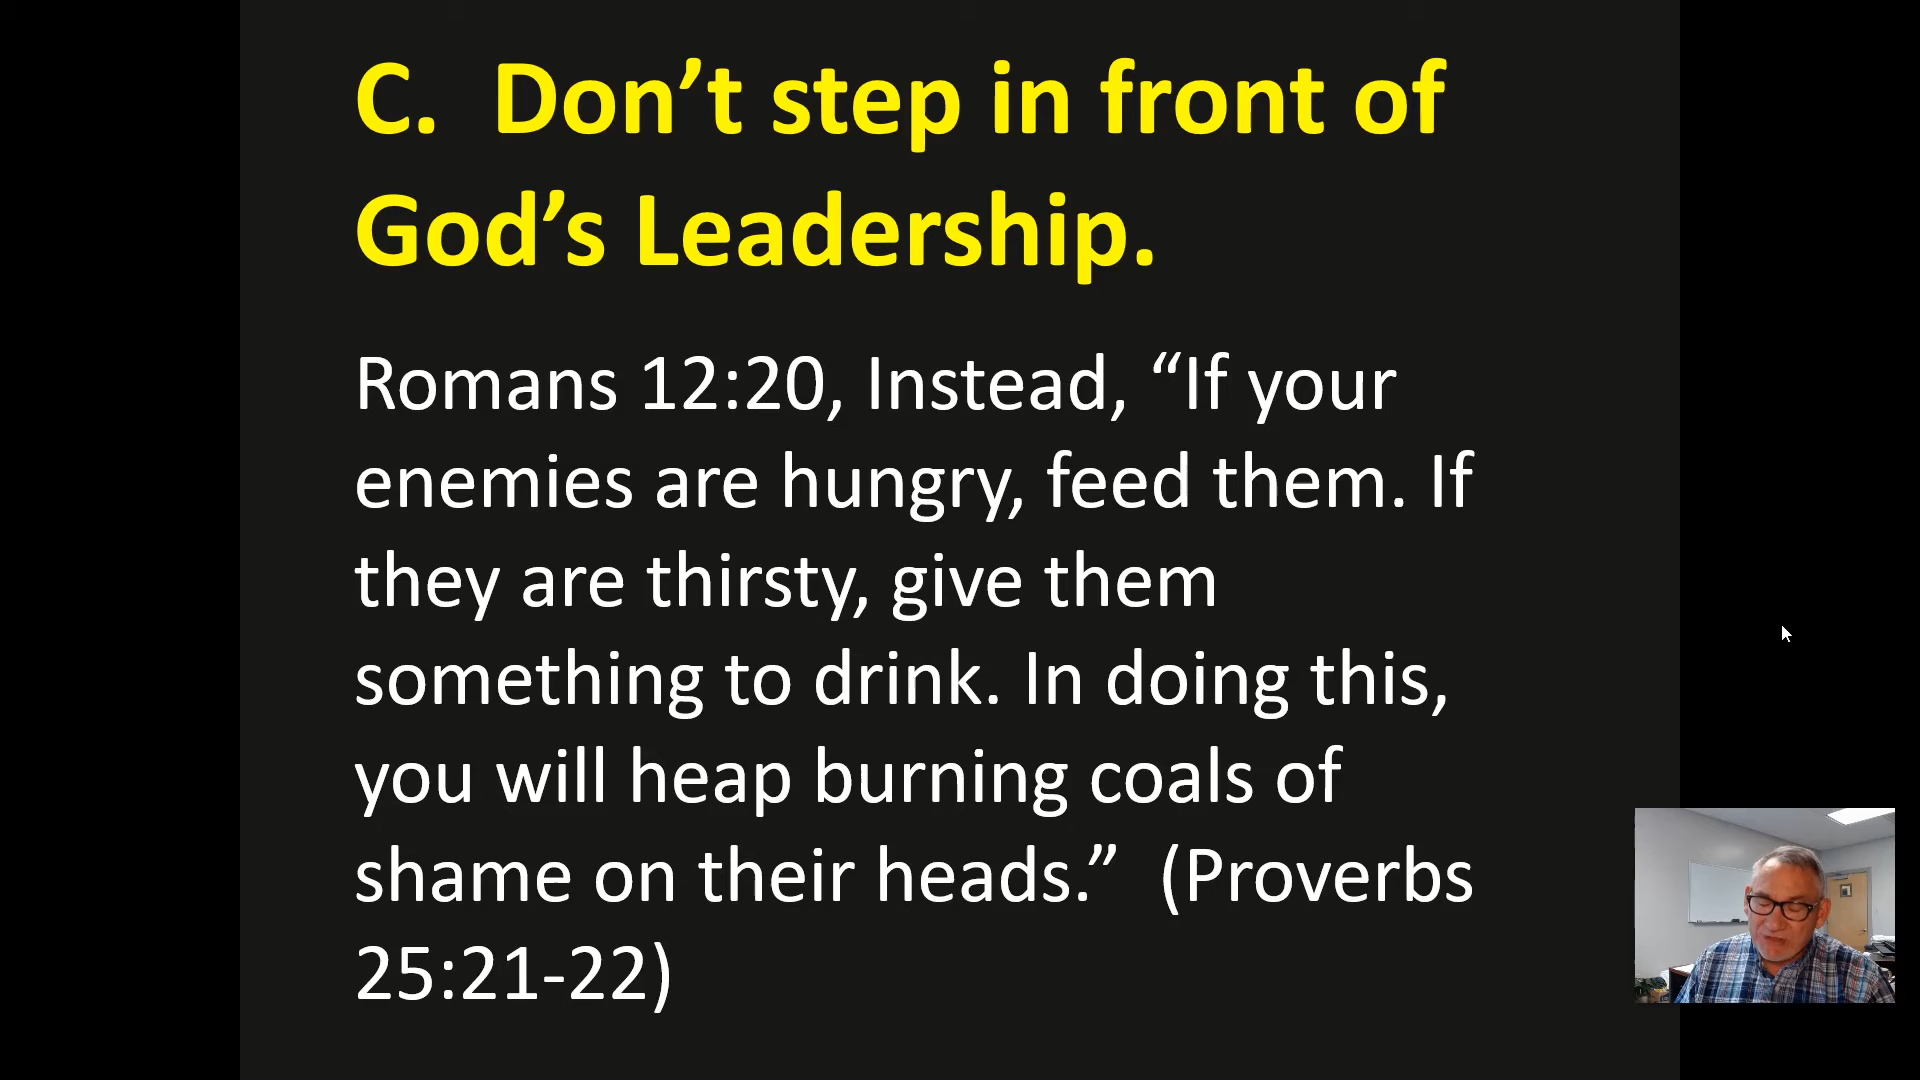 C.  Don’t step in front of
God’s Leadership.
Romans 12:20, Instead, “If your
enemies are hungry, feed them. If
they are thirsty, give them
something to drink. In doing this,
you will heap burning coals of
shame on their heads.”  (Proverbs
25:21-22)